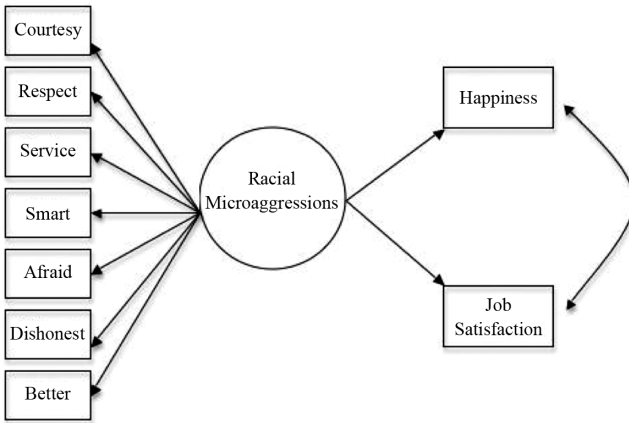 Courtesy
Respect
Service
Smart
Afraid
Dishonest
Better
Racial
Microaggressions
Happiness
Job
Satisfaction